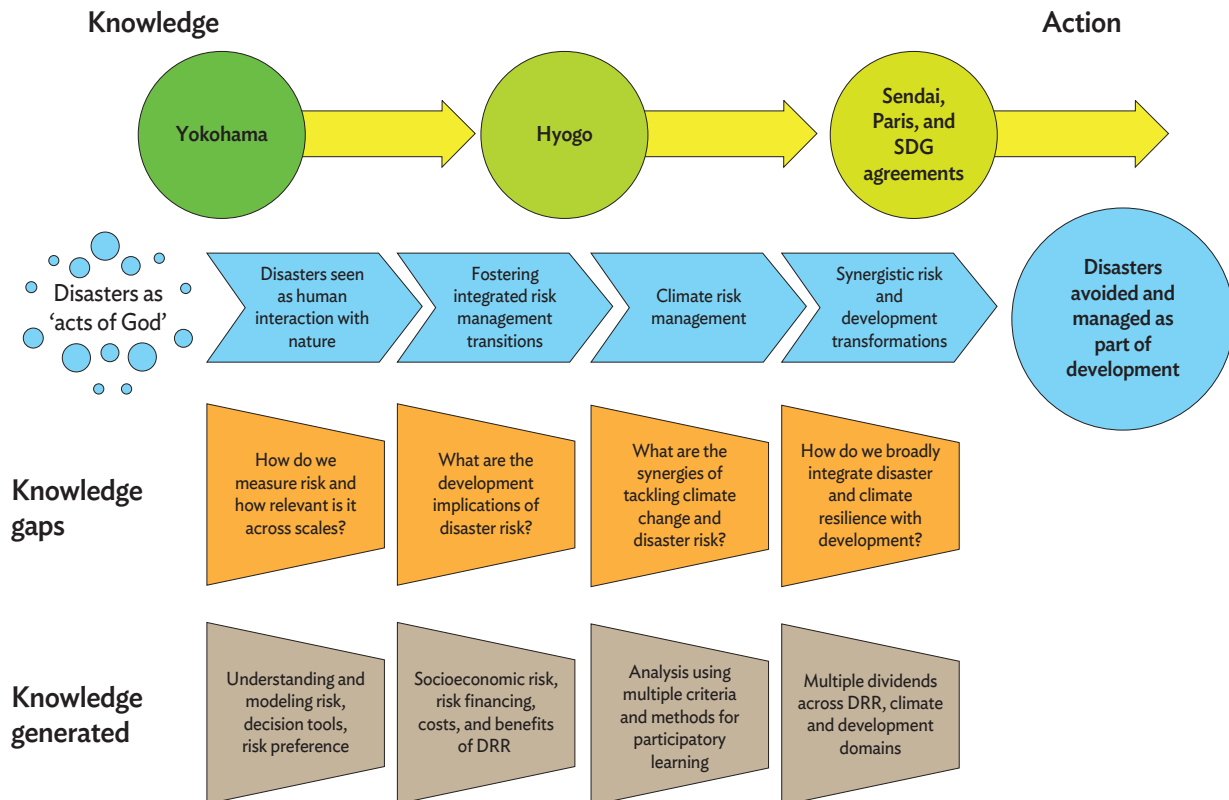 Knowledge
Action
Yokohama
Hyogo
Sendai,
Paris, and
SDG
agreements
Disasters as
‘acts of God’
Disasters seen
as human
interaction with
nature
Fostering
integrated risk
management
transitions
Climate risk
management
Synergistic risk
and
development
transformations
Disasters
avoided and
managed as
part of
development
Knowledge
gaps
How do we
measure risk and
how relevant is it
across scales?
What are the
development
implications of
disaster risk?
What are the
synergies of
tackling climate
change and
disaster risk?
How do we broadly
integrate disaster
and climate
resilience with
development?
Knowledge
generated
Understanding and
modeling risk,
decision tools,
risk preference
Socioeconomic risk,
risk financing,
costs, and benefits
of DRR
Analysis using
multiple criteria
and methods for
participatory
learning
Multiple dividends
across DRR, climate
and development
domains